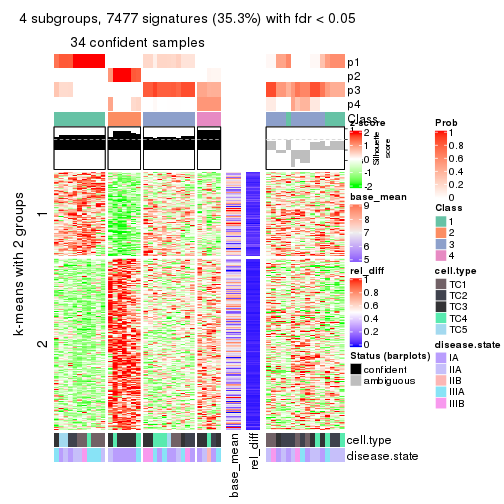 4 subgroups, 7477 signatures (35.3%) with fdr < 0.05
34 confident samples
p1
p2
p3
p4
Class
z-score
2
1
0
-1
-2
1
0
Silhouette
score
k-means with 2 groups
1
2
base_mean
9
8
7
6
5
rel_diff
1
0.8
0.6
0.4
0.2
0
Status (barplots)
confident
ambiguous
Prob
1
0.8
0.6
0.4
0.2
0
Class
1
2
3
4
cell.type
TC1
TC2
TC3
TC4
TC5
disease.state
IA
IIA
IIB
IIIA
IIIB
cell.type
disease.state
base_mean
rel_diff